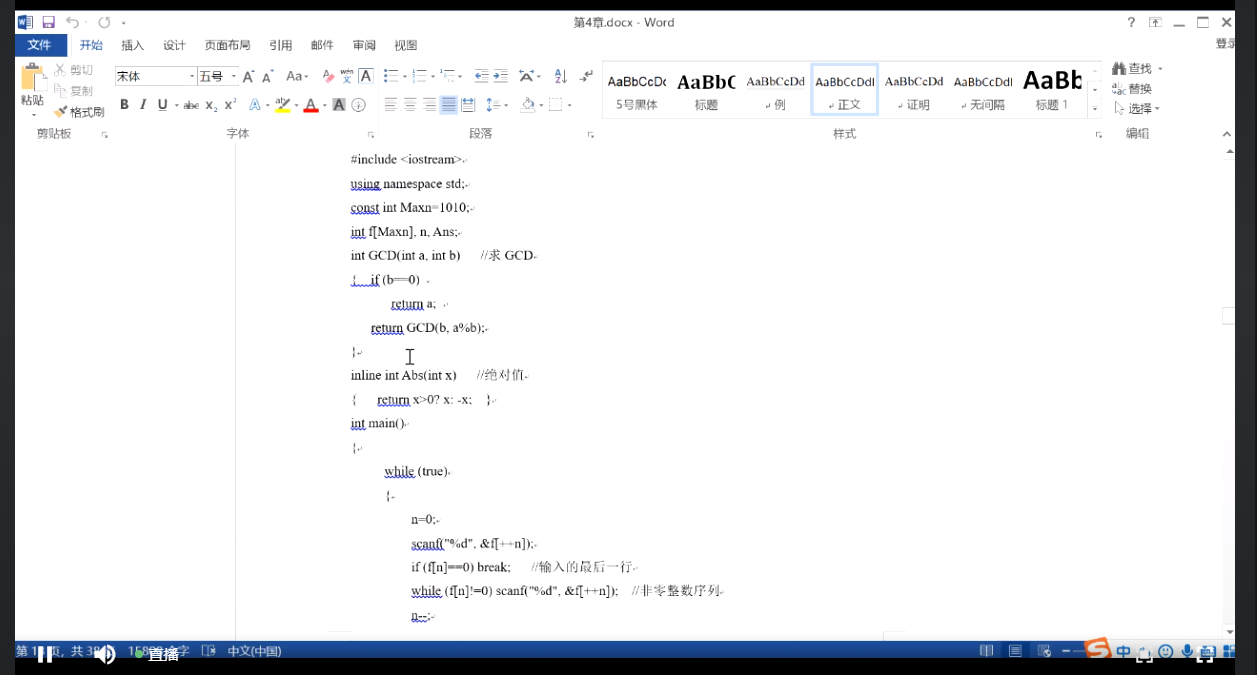 第4章.docx - Word
文件 开始 插入 设计 页面布局 引用 邮件 审阅 视图 登录
粘贴 剪切 复制 格式刷
宋体 五号
AaBbCcDc AaBbC AaBbCcDd AaBbCcDdI AaBbCcDd AaBbCcDdI AaBb
5号黑体 标题 例 正文 证明 无间隔 标题 1
查找 替换 选择
剪贴板 字体 段落 样式 编辑
#include <iostream>
using namespace std;
const int Maxn=1010;
int f[Maxn], n, Ans;
int GCD(int a, int b) //求 GCD
{ if (b==0)
return a;
return GCD(b, a%b);
}
inline int Abs(int x) //绝对值
{ return x>0? x: -x; }
int main()
{
while (true)
{
n=0;
scanf("%d", &f[++n]);
if (f[n]==0) break; //输入的最后一行
while (f[n]!=0) scanf("%d", &f[++n]); //非零整数序列
n--;
直播 中文(中国) 中